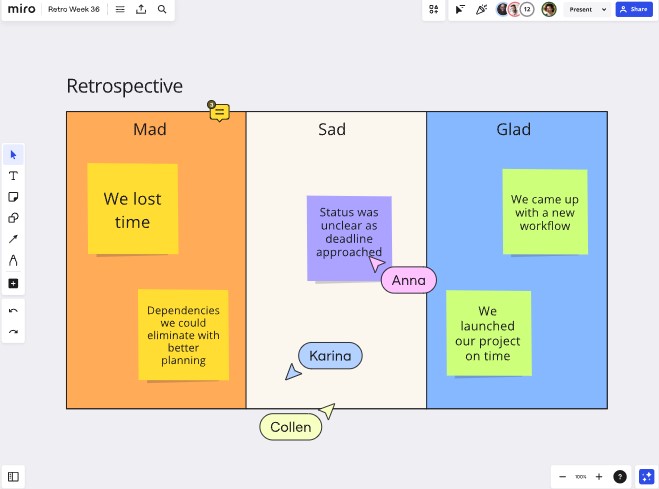 miro
Retro Week 36
12
Present
Share
Retrospective
3
Mad
Sad
Glad
We lost
time
Dependencies
we could
eliminate with
better
planning
Status was
unclear as
deadline
approached
Anna
Karina
Collen
We came up
with a new
workflow
We
launched
our project
on time
100%
?